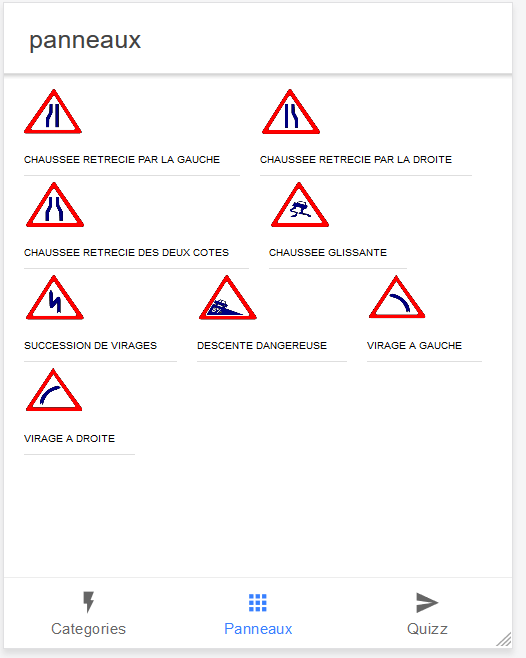 panneaux
CHAUSSEE RETRECIE PAR LA GAUCHE
CHAUSSEE RETRECIE PAR LA DROITE
CHAUSSEE RETRECIE DES DEUX COTES
CHAUSSEE GLISSANTE
SUCCESSION DE VIRAGES
DESCENTE DANGEREUSE
VIRAGE A GAUCHE
VIRAGE A DROITE
Categories
Panneaux
Quizz